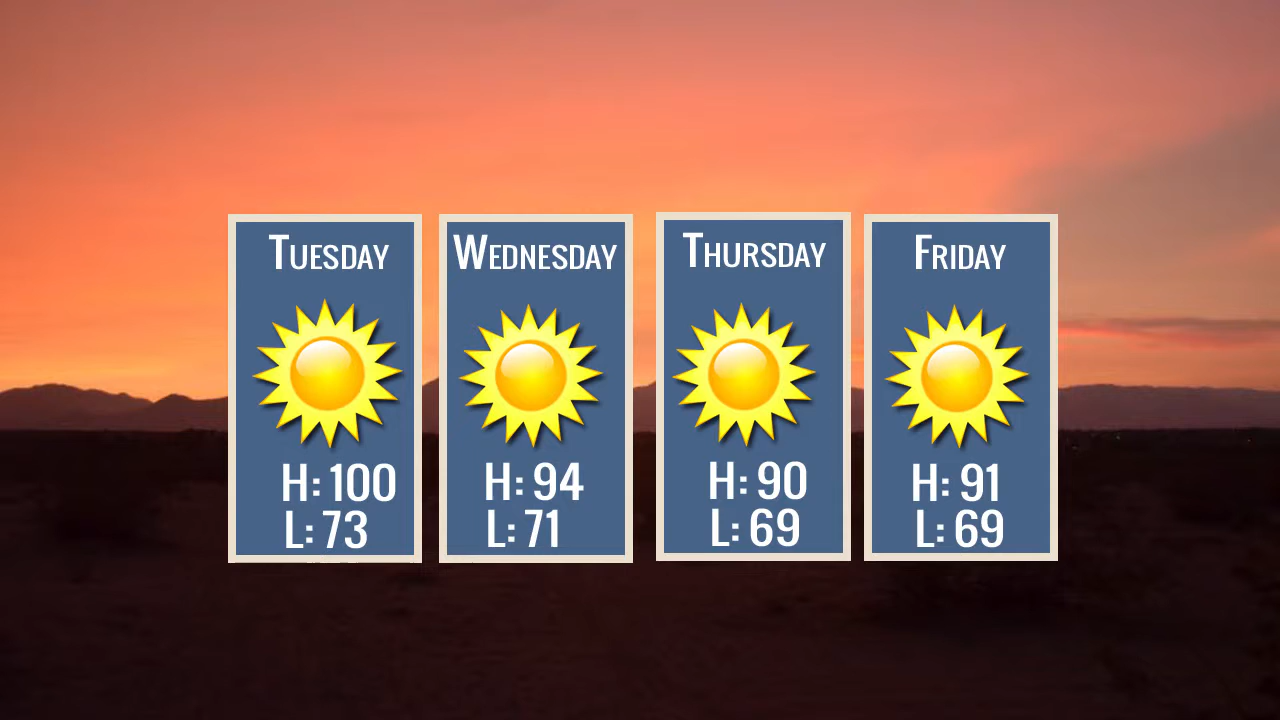 Tuesday
H: 100
L: 73
Wednesday
H: 94
L: 71
Thursday
H: 90
L: 69
Friday
H: 91
L: 69